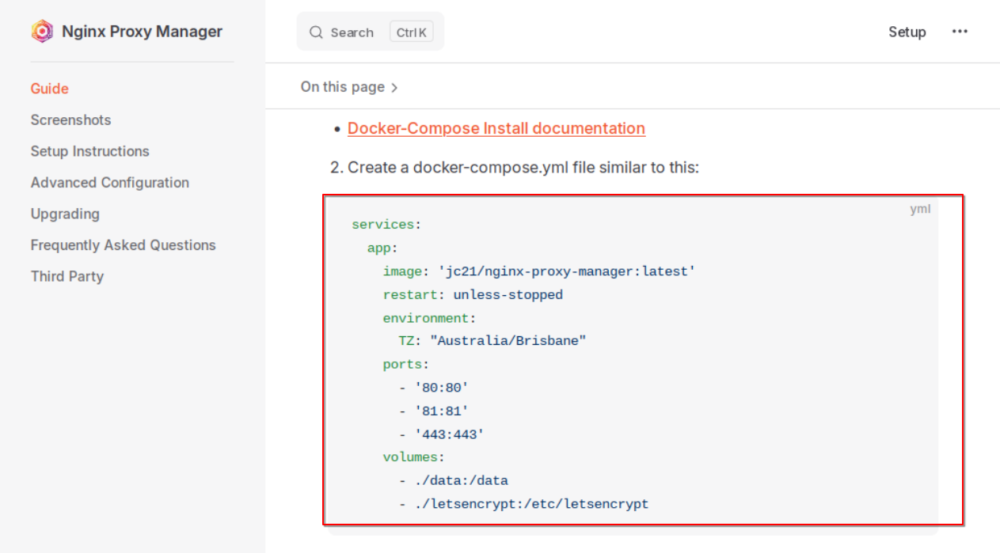 Nginx Proxy Manager
Search Ctrl K
Setup ···
Guide
Screenshots
Setup Instructions
Advanced Configuration
Upgrading
Frequently Asked Questions
Third Party
On this page >
• Docker-Compose Install documentation
2. Create a docker-compose.yml file similar to this:
yml
services:
  app:
    image: 'jc21/nginx-proxy-manager:latest'
    restart: unless-stopped
    environment:
      TZ: "Australia/Brisbane"
    ports:
      - '80:80'
      - '81:81'
      - '443:443'
    volumes:
      - ./data:/data
      - ./letsencrypt:/etc/letsencrypt